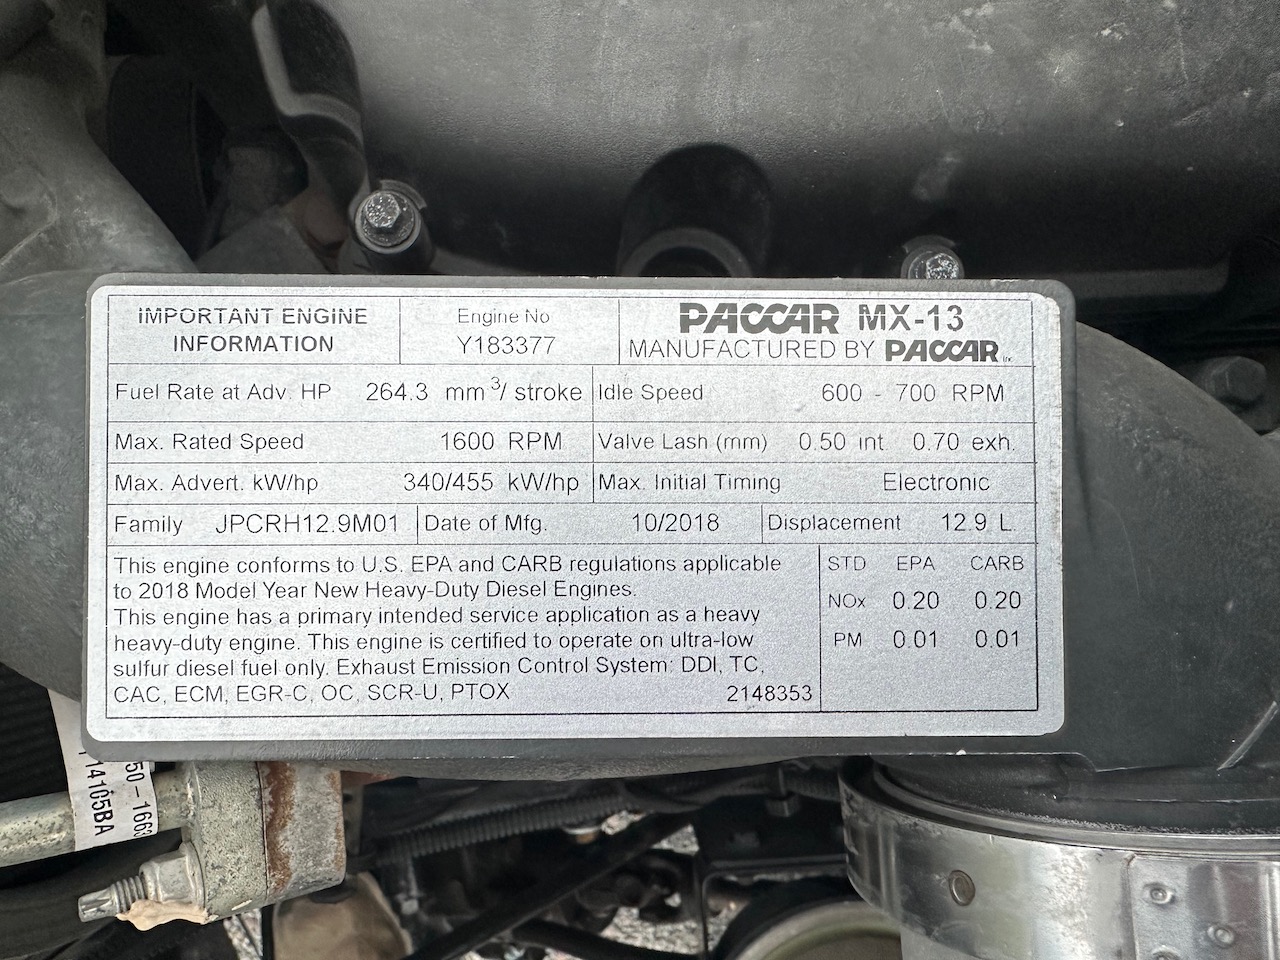 IMPORTANT ENGINE
INFORMATION
Engine No
Y183377
PACCAR MX-13
MANUFACTURED BY PACCAR
Fuel Rate at Adv. HP 264.3 mm³/ stroke
Idle Speed 600 - 700 RPM
Max. Rated Speed 1600 RPM
Valve Lash (mm) 0.50 int. 0.70 exh.
Max. Advert. kW/hp 340/455 kW/hp
Max. Initial Timing Electronic
Family JPCRH12.9M01
Date of Mfg. 10/2018
Displacement 12.9 L
This engine conforms to U.S. EPA and CARB regulations applicable
to 2018 Model Year New Heavy-Duty Diesel Engines.
This engine has a primary intended service application as a heavy
heavy-duty engine. This engine is certified to operate on ultra-low
sulfur diesel fuel only. Exhaust Emission Control System: DDI, TC,
CAC, ECM, EGR-C, OC, SCR-U, PTOX 2148353
STD EPA CARB
NOx 0.20 0.20
PM 0.01 0.01
50-1663
14105BA